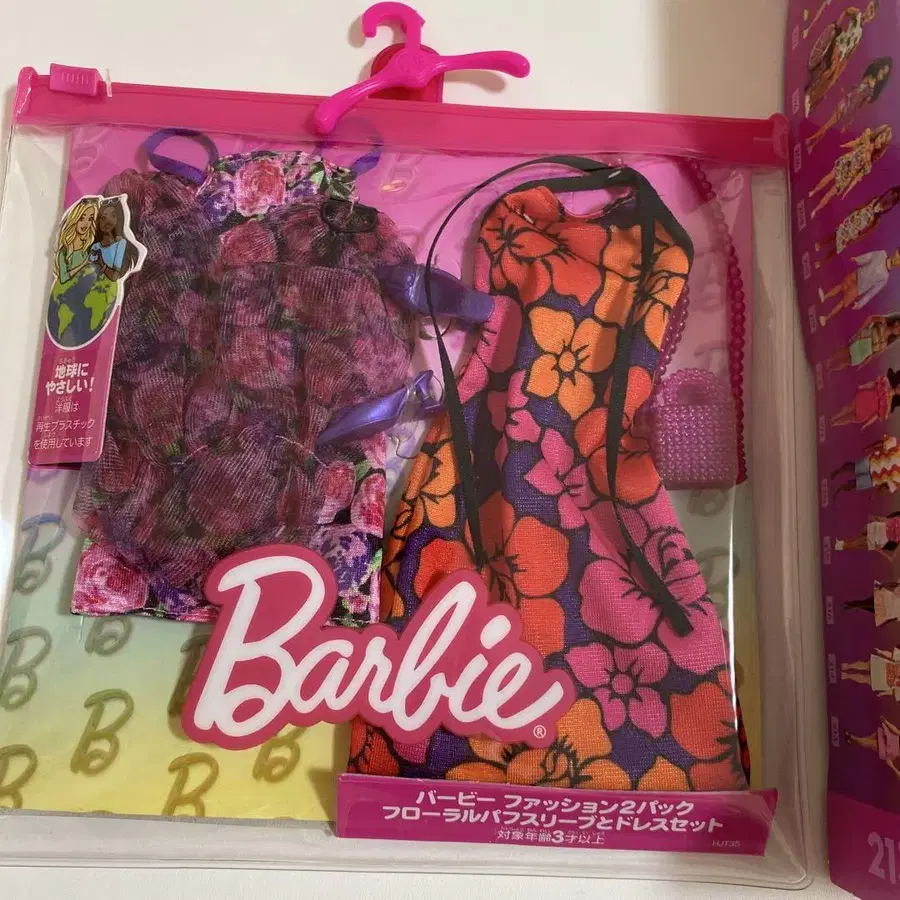 地球に
やさしい!
洋服は
再生プラスチック
を使用しています
Barbie®
バービー ファッション2パック
フローラルパフスリーブとドレスセット
対象年齢3才以上
HJT35